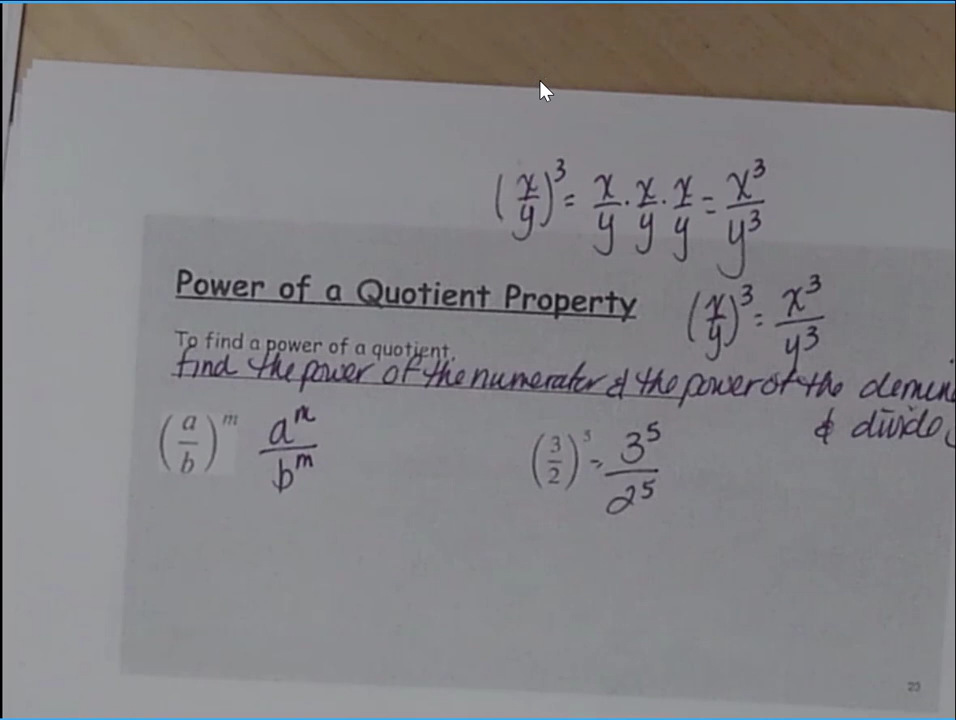 (x/y)³ = x/y · x/y · x/y = x³/y³
Power of a Quotient Property
(x/y)³ = x³/y³
To find a power of a quotient,
find the power of the numerator & the power of the
& divide
(a/b)ᵐ aᵐ/bᵐ
(3/2)⁵ = 3⁵/2⁵
23